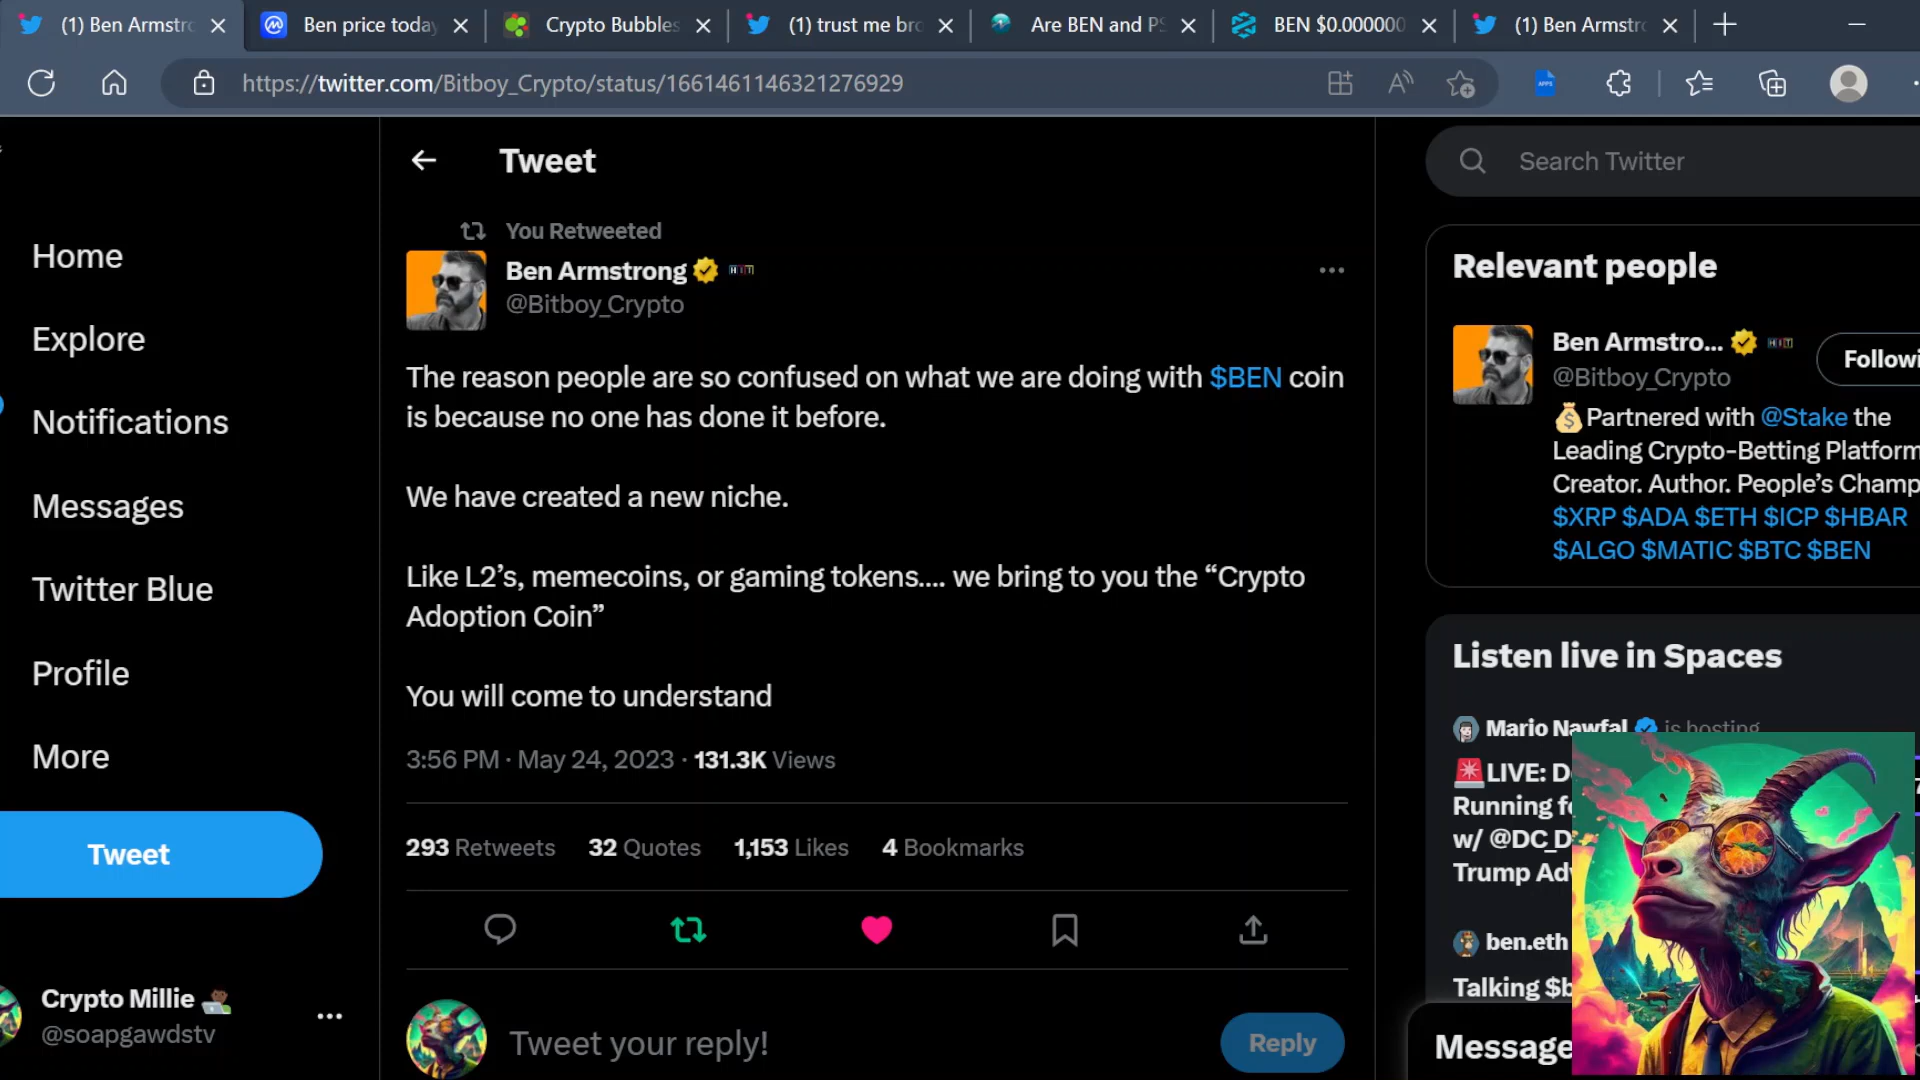 (1) Ben Armstro
Ben price today
Crypto Bubbles
(1) trust me bro
Are BEN and PS
BEN $0.000000
(1) Ben Armstro
https://twitter.com/Bitboy_Crypto/status/1661461146321276929
APPS
Home
Explore
Notifications
Messages
Twitter Blue
Profile
More
Tweet
Crypto Millie
@soapgawdstv
Tweet
You Retweeted
Ben Armstrong
@Bitboy_Crypto
The reason people are so confused on what we are doing with $BEN coin
is because no one has done it before.
We have created a new niche.
Like L2’s, memecoins, or gaming tokens.... we bring to you the “Crypto
Adoption Coin”
You will come to understand
3:56 PM · May 24, 2023 · 131.3K Views
293 Retweets 32 Quotes 1,153 Likes 4 Bookmarks
Tweet your reply!
Reply
Search Twitter
Relevant people
Ben Armstro...
Followi
@Bitboy_Crypto
Partnered with @Stake the
Leading Crypto-Betting Platform
Creator. Author. People’s Champ
$XRP $ADA $ETH $ICP $HBAR
$ALGO $MATIC $BTC $BEN
Listen live in Spaces
Mario Nawfal is hosting
LIVE: D
Running fo
w/ @DC_D
Trump Adv
ben.eth
Talking $b
Message